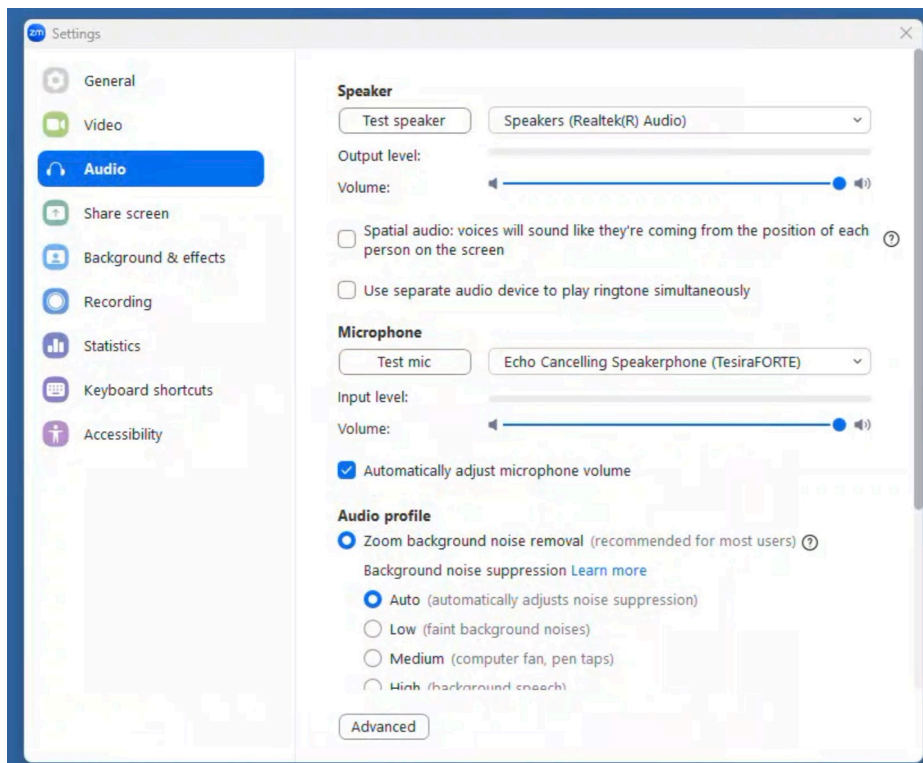 zm Settings
General
Video
Audio
Share screen
Background & effects
Recording
Statistics
Keyboard shortcuts
Accessibility
Speaker
Test speaker
Speakers (Realtek(R) Audio)
Output level:
Volume:
Spatial audio: voices will sound like they're coming from the position of each
person on the screen
Use separate audio device to play ringtone simultaneously
Microphone
Test mic
Echo Cancelling Speakerphone (TesiraFORTE)
Input level:
Volume:
Automatically adjust microphone volume
Audio profile
Zoom background noise removal (recommended for most users)
Background noise suppression Learn more
Auto (automatically adjusts noise suppression)
Low (faint background noises)
Medium (computer fan, pen taps)
High (background speech)
Advanced